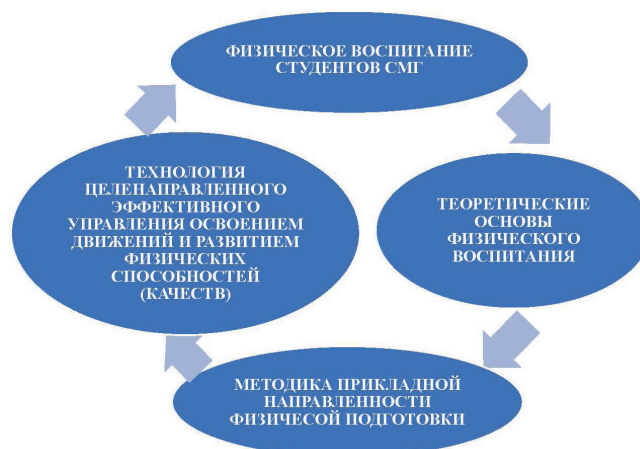 ФИЗИЧЕСКОЕ ВОСПИТАНИЕ
СТУДЕНТОВ СМГ
ТЕОРЕТИЧЕСКИЕ
ОСНОВЫ
ФИЗИЧЕСКОГО
ВОСПИТАНИЯ
МЕТОДИКА ПРИКЛАДНОЙ
НАПРАВЛЕННОСТИ
ФИЗИЧЕСОЙ ПОДГОТОВКИ
ТЕХНОЛОГИЯ
ЦЕЛЕНАПРАВЛЕННОГО
ЭФФЕКТИВНОГО
УПРАВЛЕНИЯ ОСВОЕНИЕМ
ДВИЖЕНИЙ И РАЗВИТИЕМ
ФИЗИЧЕСКИХ
СПОСОБНОСТЕЙ
(КАЧЕСТВ)